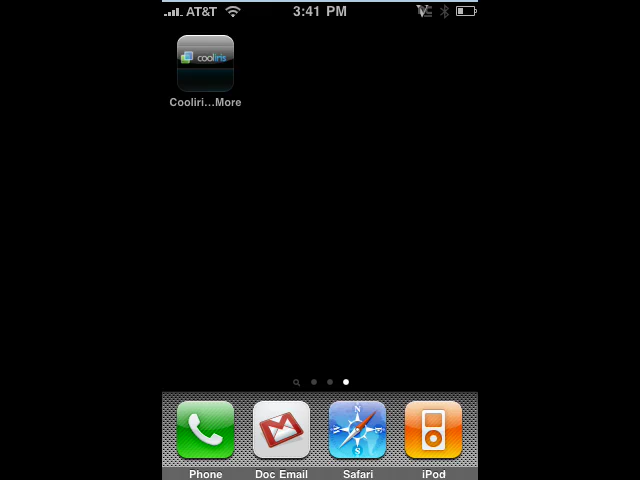 AT&T 3:41 PM
cooliris
Cooliri...More
N
Phone Doc Email Safari iPod